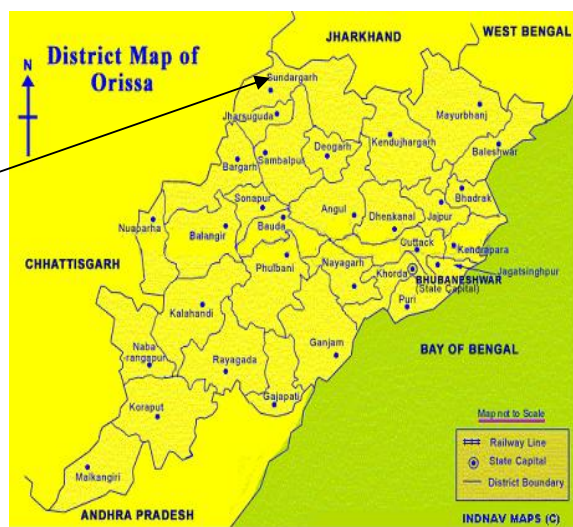 JHARKHAND
WEST BENGAL
District Map of
Orissa
N
Sundargarh
Mayurbhanj
Jharsuguda
Kendujhargarh
Baleshwar
Deogarh
Sambalpur
Bargarh
Bhadrak
Sonapur
Angul
Jajpur
Nuaparha
Dhenkanal
Bauda
Balangir
Cuttack
Kendrapara
CHHATTISGARH
Phulbani
Nayagarh
Khorda
Jagatsinghpur
BHUBANESHWAR
(State Capital)
Kalahandi
Puri
Naba-
rangapur
Ganjam
BAY OF BENGAL
Rayagada
Gajapati
Koraput
Map not to Scale
Railway Line
State Capital
District Boundary
Malkangiri
ANDHRA PRADESH
INDNAV MAPS (C)